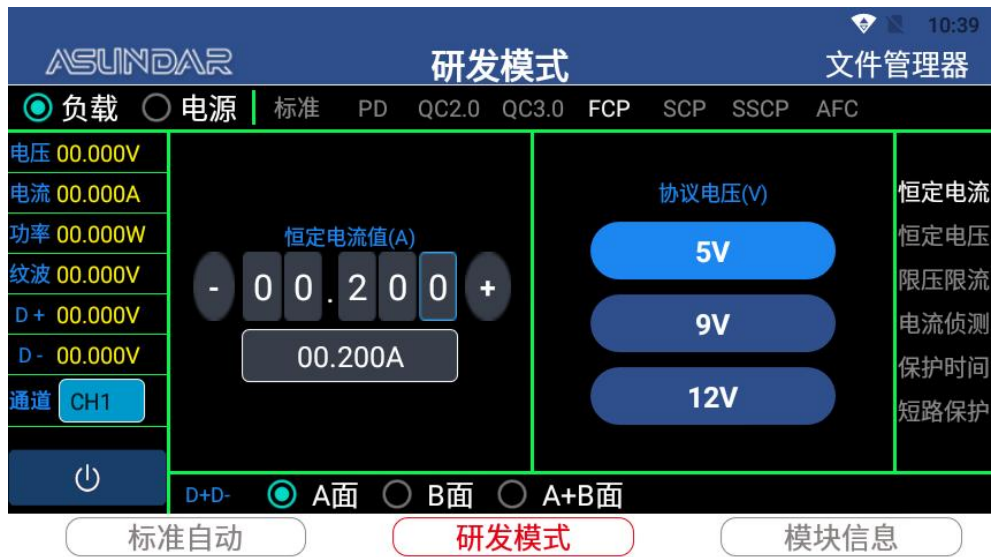 10:39
ASUNDAR 研发模式 文件管理器
负载 电源 标准 PD QC2.0 QC3.0 FCP SCP SSCP AFC
电压 00.000V
电流 00.000A
功率 00.000W
纹波 00.000V
D+ 00.000V
D- 00.000V
通道 CH1
恒定电流值(A)
- 0 0 . 2 0 0 +
00.200A
协议电压(V)
5V
9V
12V
恒定电流
恒定电压
限压限流
电流侦测
保护时间
短路保护
D+D- A面 B面 A+B面
标准自动 研发模式 模块信息